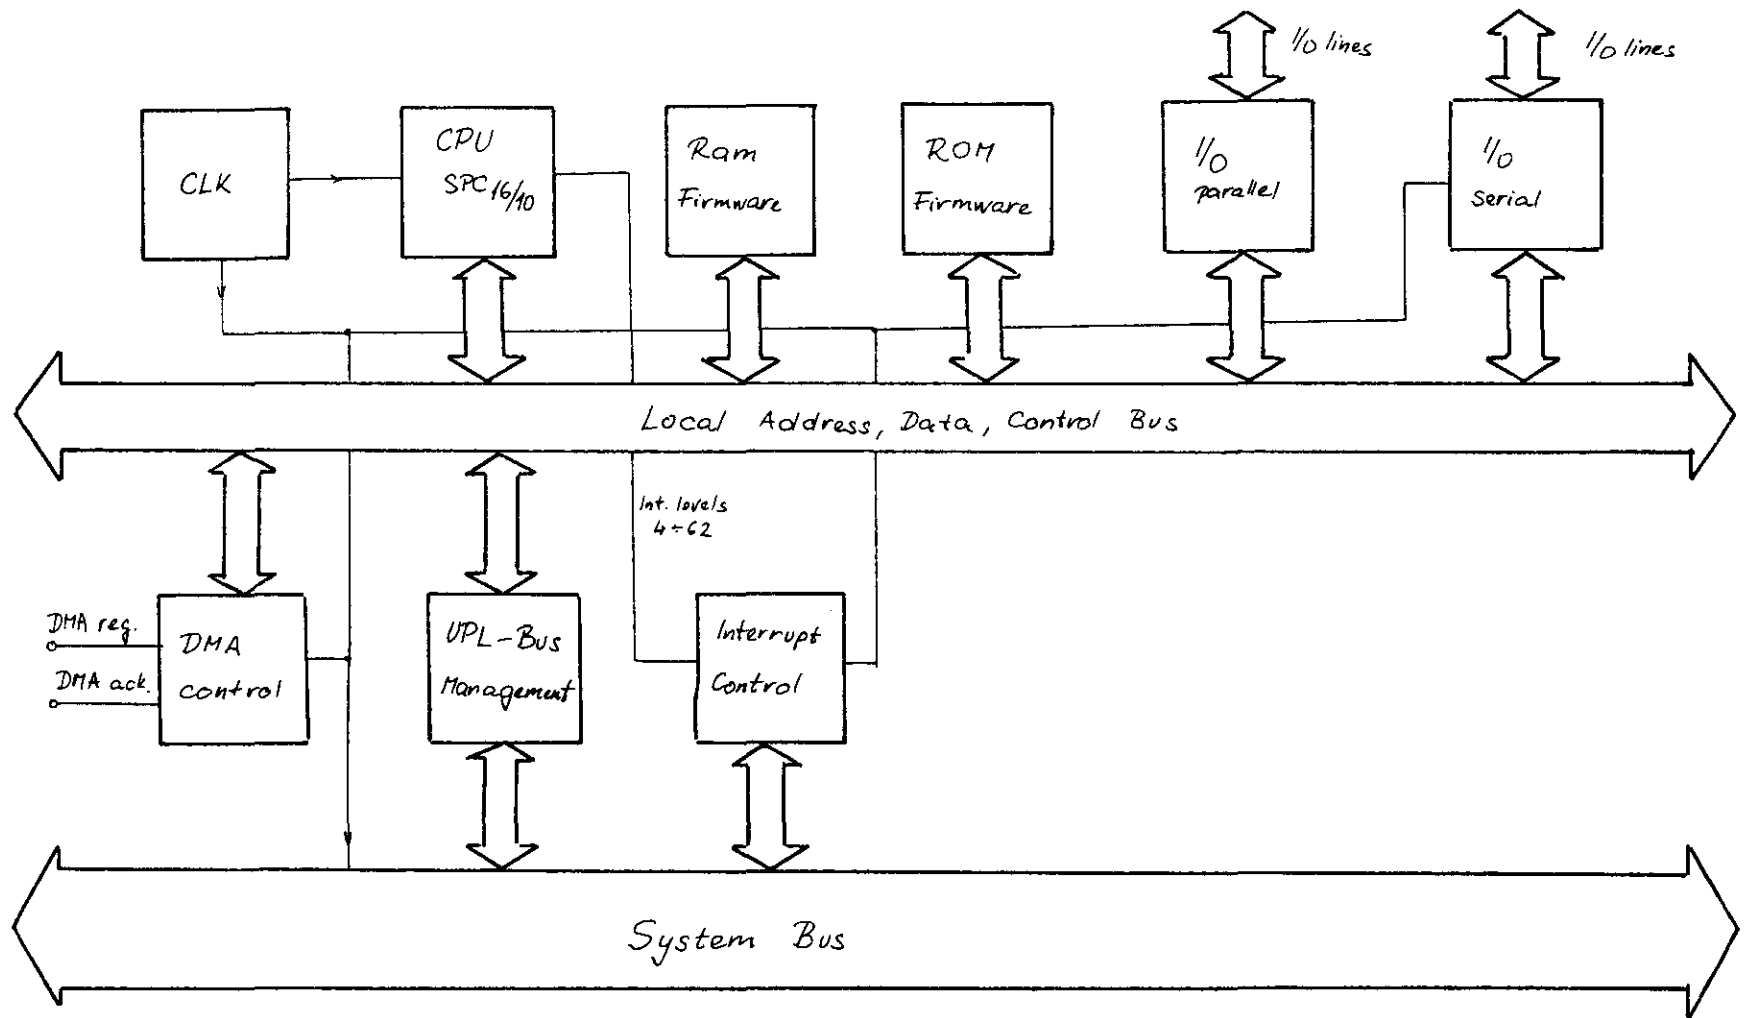 I/O lines
I/O lines
CLK
CPU
SPC 16/10
Ram
Firmware
ROM
Firmware
I/O
parallel
I/O
serial
Local Address, Data, Control Bus
Int. levels
4÷62
DMA req.
DMA ack.
DMA
control
UPL-Bus
Management
Interrupt
Control
System Bus